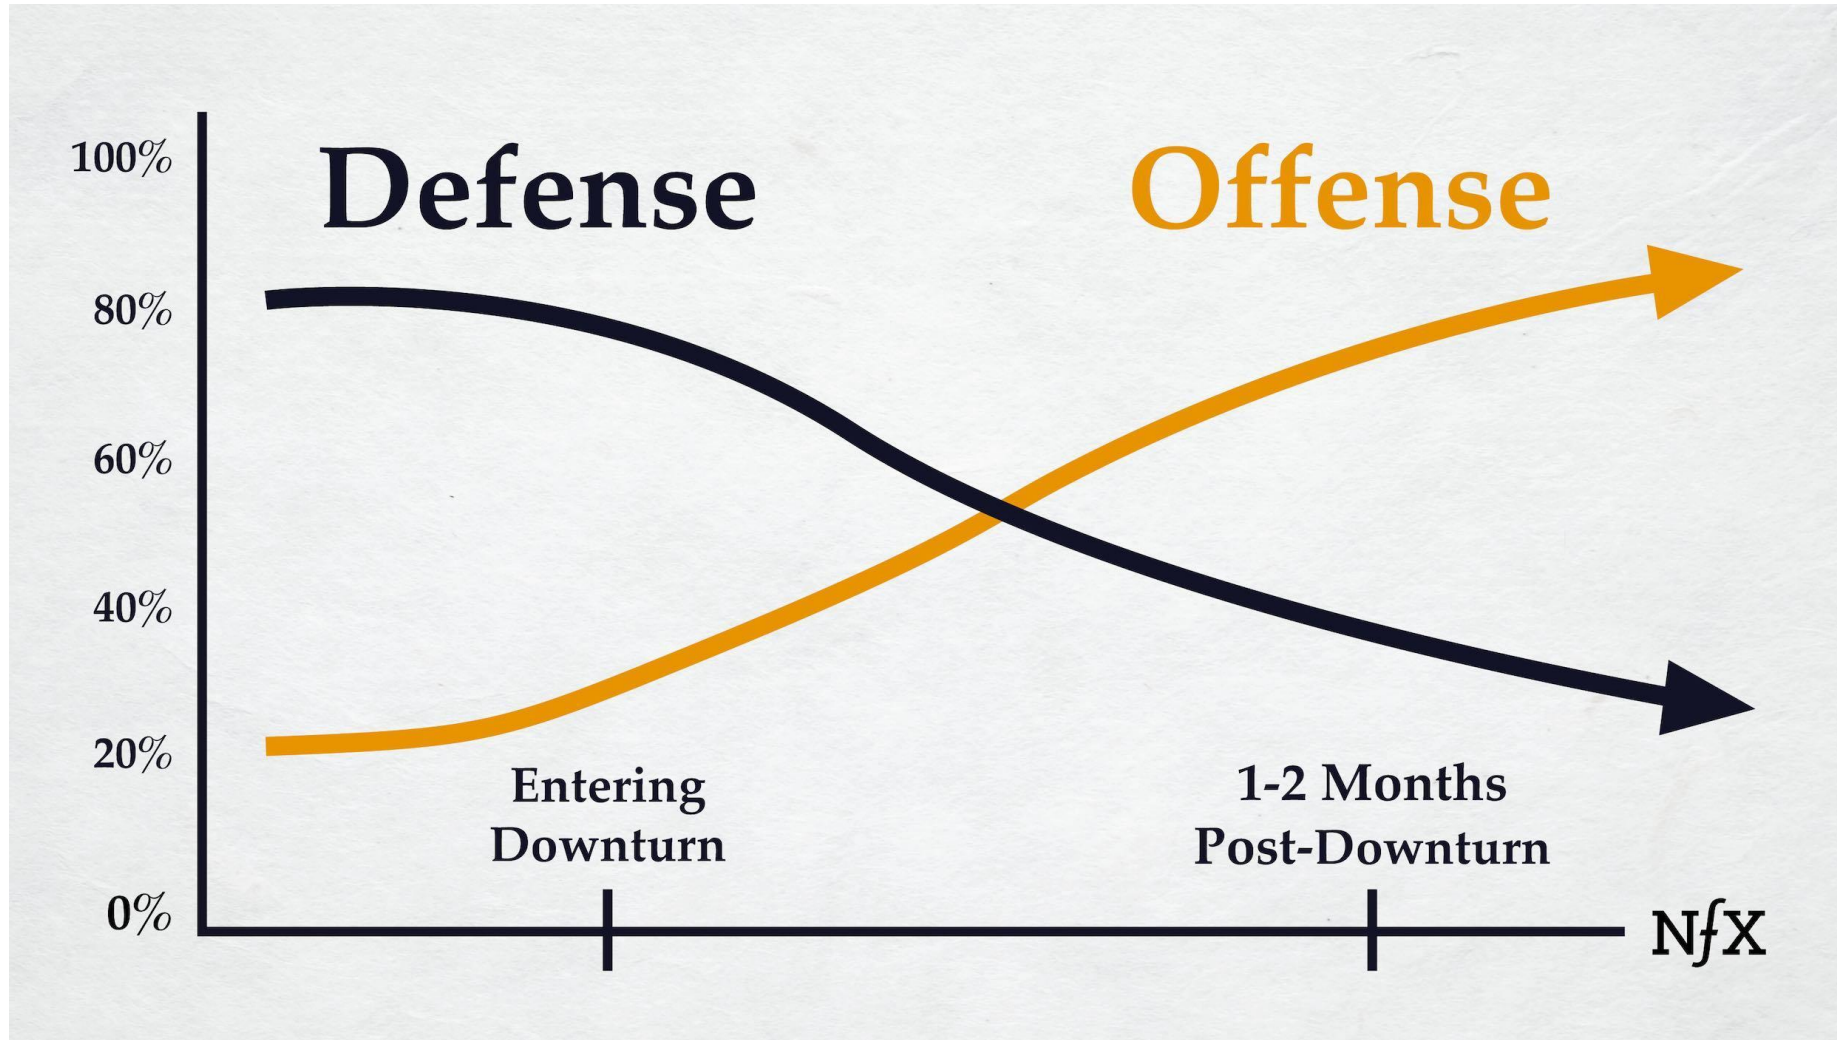 Defense
Offense
100%
80%
60%
40%
20%
0%
Entering
Downturn
1-2 Months
Post-Downturn
NfX